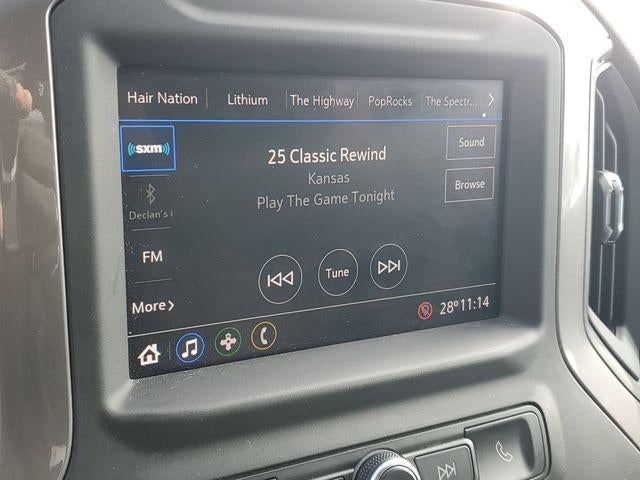 Hair Nation Lithium The Highway PopRocks The Spectr...
((sxm))
25 Classic Rewind
Sound
Kansas
Play The Game Tonight
Browse
Declan's i
FM
Tune
More
28° 11:14